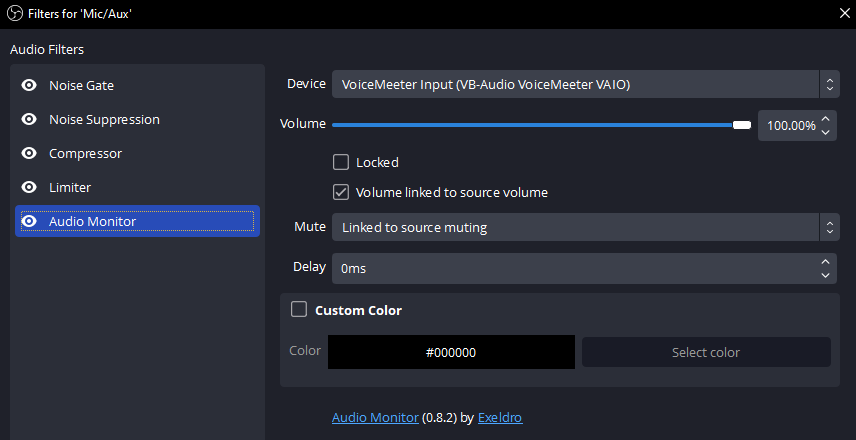 Filters for 'Mic/Aux'
Audio Filters
Noise Gate
Noise Suppression
Compressor
Limiter
Audio Monitor
Device VoiceMeeter Input (VB-Audio VoiceMeeter VAIO)
Volume 100.00%
Locked
Volume linked to source volume
Mute Linked to source muting
Delay 0ms
Custom Color
Color #000000 Select color
Audio Monitor (0.8.2) by Exeldro